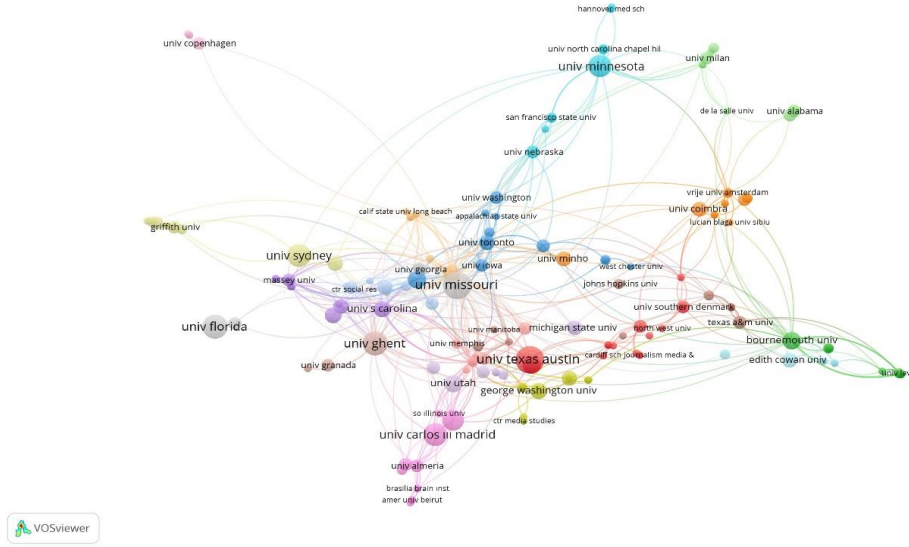 hannover med sch
univ copenhagen
univ north carolina chapel hil
univ milan
univ minnesota
de la salle univ
univ alabama
san francisco state univ
univ nebraska
vrije univ amsterdam
univ washington
calif state univ long beach
appalachian state univ
univ coimbra
lucian blaga univ sibiu
griffith univ
univ toronto
univ sydney
univ minho
univ iowa
west chester univ
univ georgia
massey univ
univ missouri
johns hopkins univ
ctr social res
univ s carolina
univ southern denmark
texas a&m univ
univ florida
univ manitoba
michigan state univ
north west univ
univ ghent
univ memphis
bournemouth univ
cardiff sch journalism media &
univ texas austin
edith cowan univ
univ granada
univ utah
george washington univ
so illinois univ
ctr media studies
univ carlos iii madrid
univ almeria
brasilia brain inst
amer univ beirut
VOSviewer